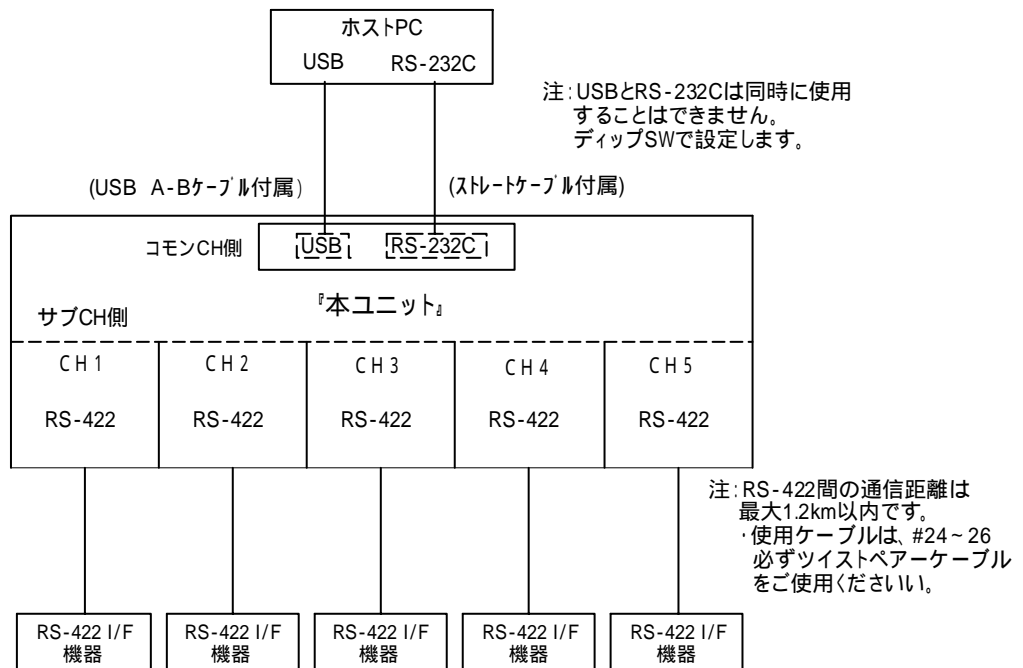 ホストPC
USB RS-232C
注:USBとRS-232Cは同時に使用
することはできません。
ディップSWで設定します。
(USB A-Bケーブル付属)
(ストレートケーブル付属)
コモンCH側
USB RS-232C
『本ユニット』
サブCH側
CH1 CH2 CH3 CH4 CH5
RS-422 RS-422 RS-422 RS-422 RS-422
注:RS-422間の通信距離は
最大1.2km以内です。
・使用ケーブルは、#24~26
必ずツイストペアーケーブル
をご使用くださいい。
RS-422 I/F RS-422 I/F RS-422 I/F RS-422 I/F RS-422 I/F
機器 機器 機器 機器 機器